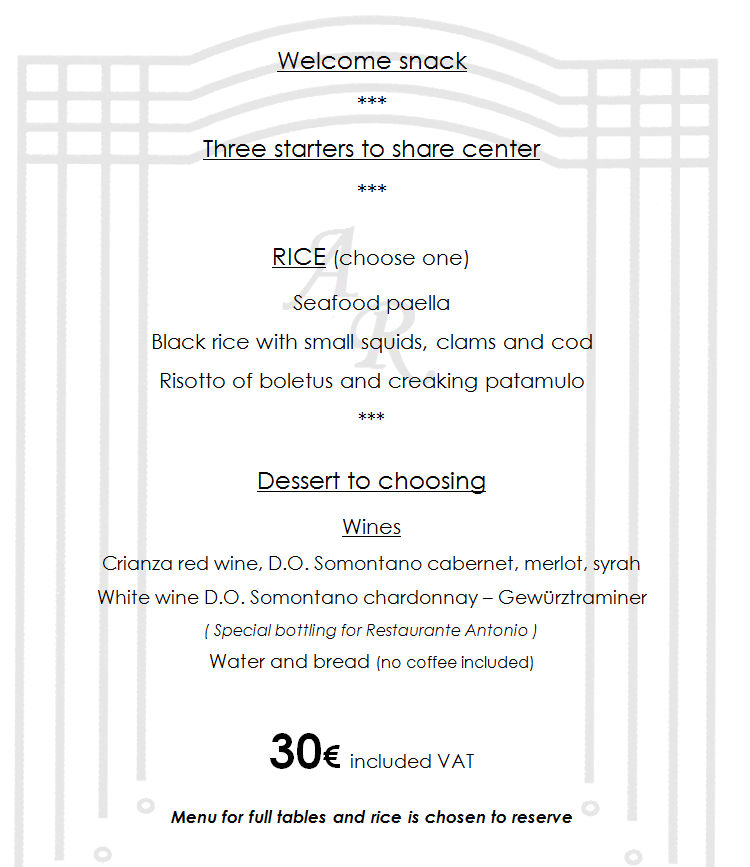 Welcome snack
***
Three starters to share center
***
RICE (choose one)
Seafood paella
Black rice with small squids, clams and cod
Risotto of boletus and creaking patamulo
***
Dessert to choosing
Wines
Crianza red wine, D.O. Somontano cabernet, merlot, syrah
White wine D.O. Somontano chardonnay – Gewürztraminer
( Special bottling for Restaurante Antonio )
Water and bread (no coffee included)
30€ included VAT
Menu for full tables and rice is chosen to reserve
AR.